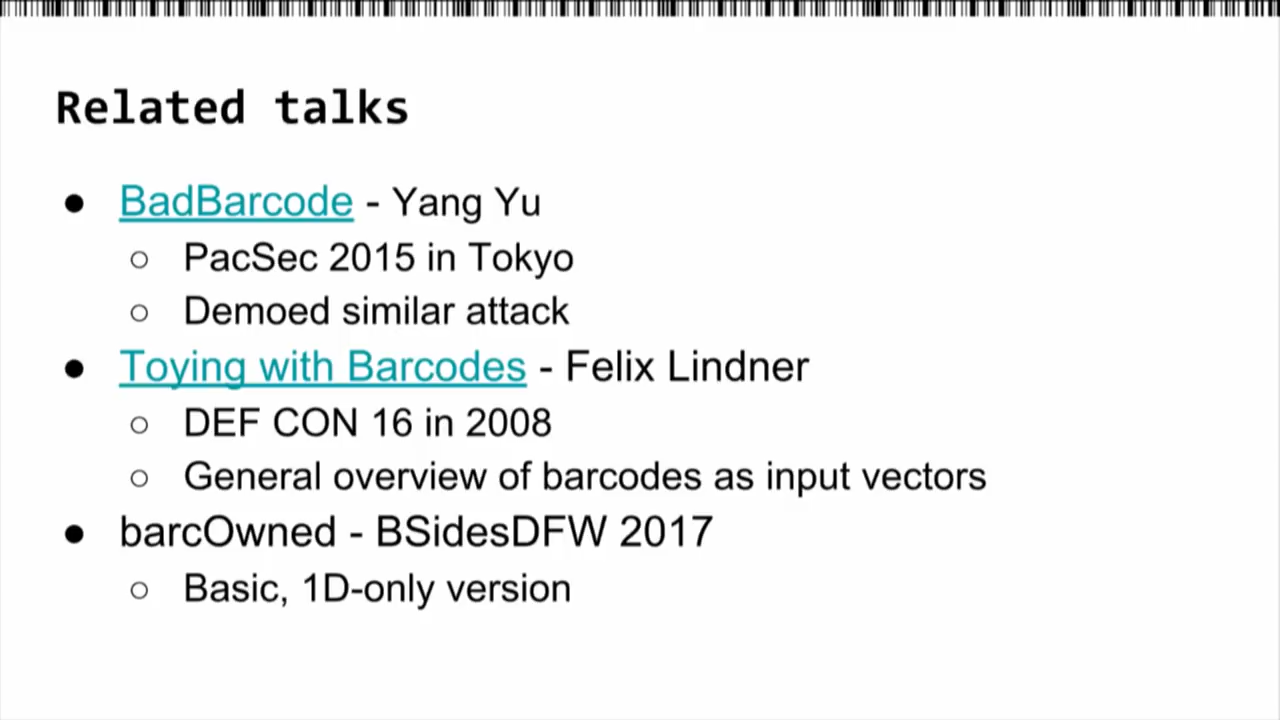 Related talks
● BadBarcode - Yang Yu
○ PacSec 2015 in Tokyo
○ Demoed similar attack
● Toying with Barcodes - Felix Lindner
○ DEF CON 16 in 2008
○ General overview of barcodes as input vectors
● barcOwned - BSidesDFW 2017
○ Basic, 1D-only version